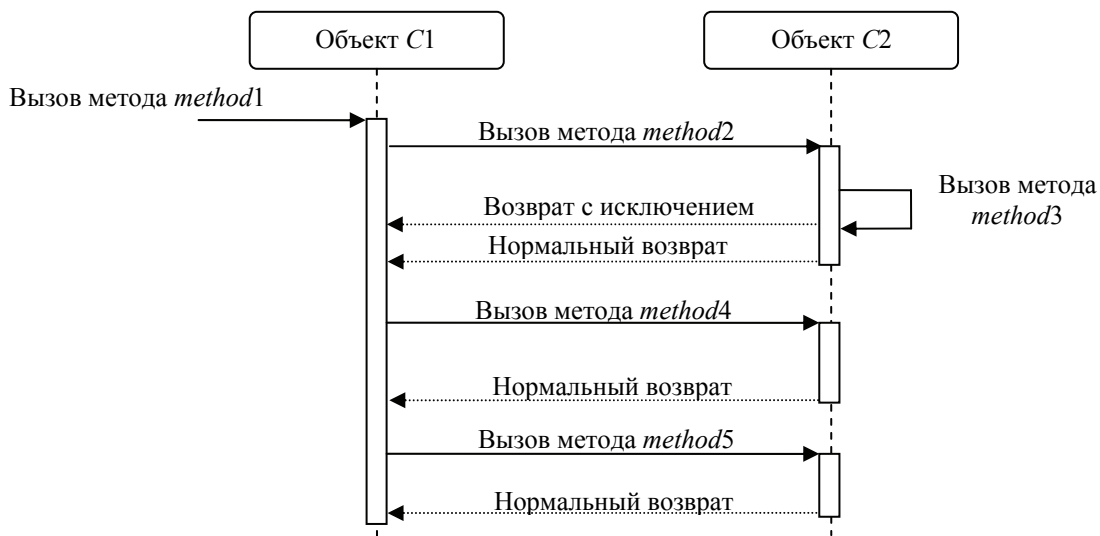 Объект C1
Объект C2
Вызов метода method1
Вызов метода method2
Вызов метода
method3
Возврат с исключением
Нормальный возврат
Вызов метода method4
Нормальный возврат
Вызов метода method5
Нормальный возврат